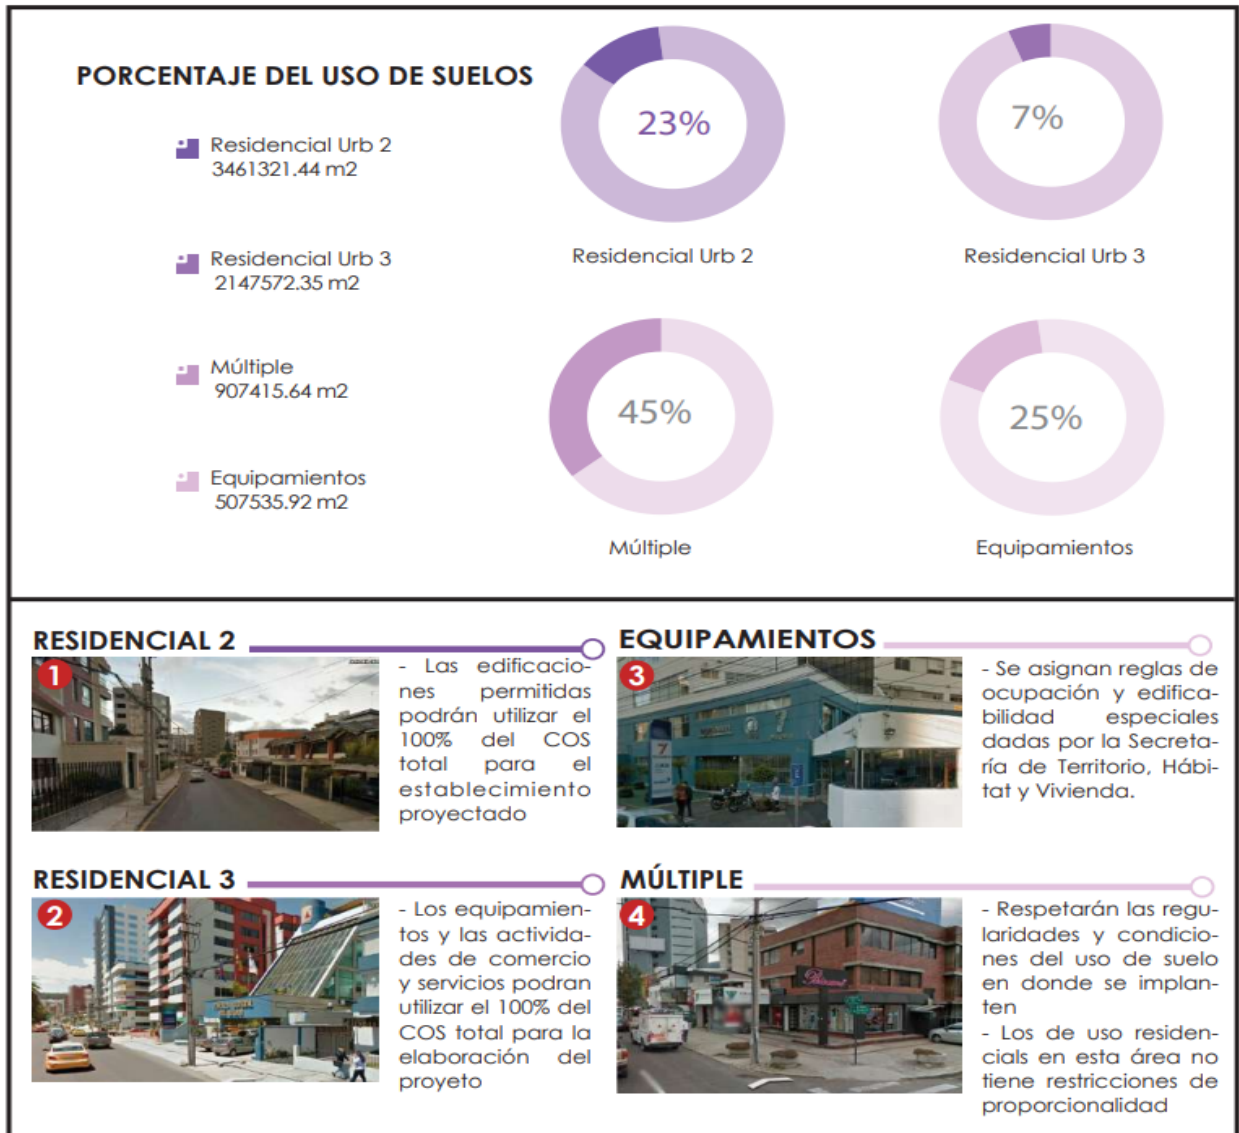 PORCENTAJE DEL USO DE SUELOS
Residencial Urb 2
3461321.44 m2
Residencial Urb 3
2147572.35 m2
Múltiple
907415.64 m2
Equipamientos
507535.92 m2
23%
Residencial Urb 2
7%
Residencial Urb 3
45%
Múltiple
25%
Equipamientos
RESIDENCIAL 2
1
- Las edificacio-
nes permitidas
podrán utilizar el
100% del COS
total para el
establecimiento
proyectado
EQUIPAMIENTOS
3
- Se asignan reglas de
ocupación y edifica-
bilidad especiales
dadas por la Secreta-
ría de Territorio, Hábi-
tat y Vivienda.
RESIDENCIAL 3
2
- Los equipamien-
tos y las activida-
des de comercio
y servicios podran
utilizar el 100% del
COS total para la
elaboración del
proyeto
MÚLTIPLE
4
- Respetarán las regu-
laridades y condicio-
nes del uso de suelo
en donde se implan-
ten
- Los de uso residen-
cials en esta área no
tiene restricciones de
proporcionalidad